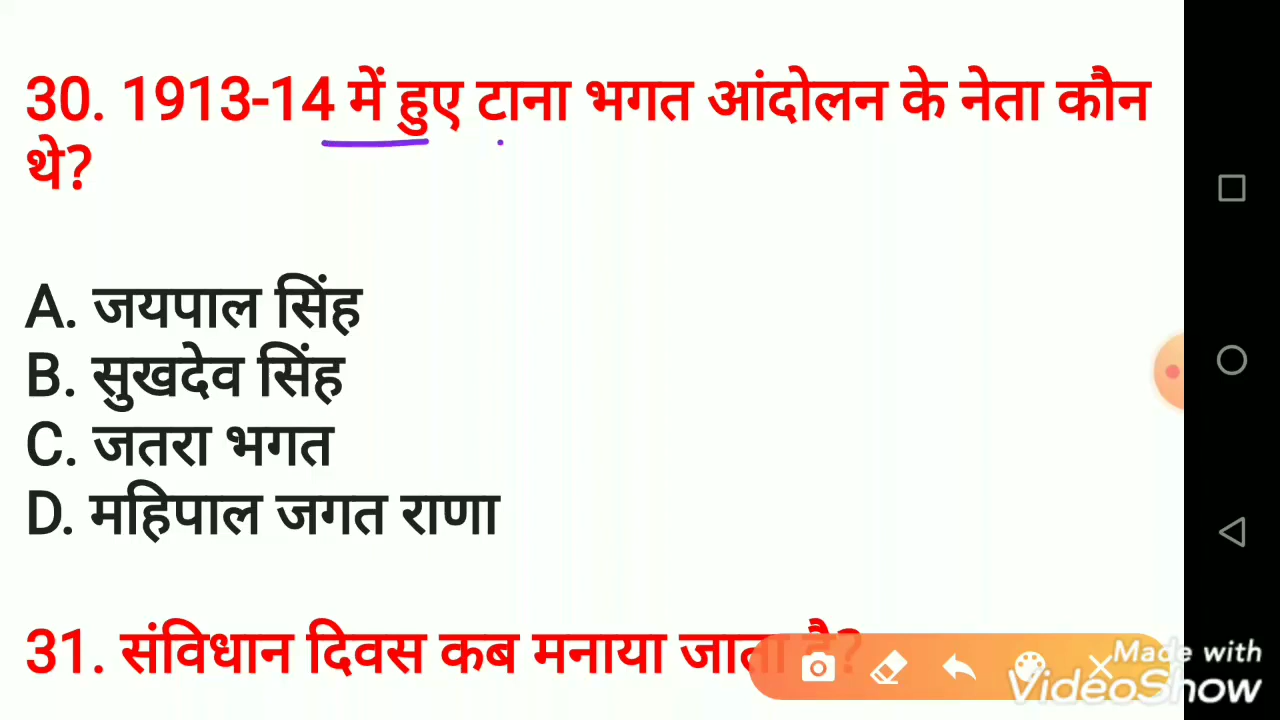 30. 1913-14 में हुए टाना भगत आंदोलन के नेता कौन
थे?
A. जयपाल सिंह
B. सुखदेव सिंह
C. जतरा भगत
D. महिपाल जगत राणा
31. संविधान दिवस कब मनाया जाता है?
Made with
VideoShow